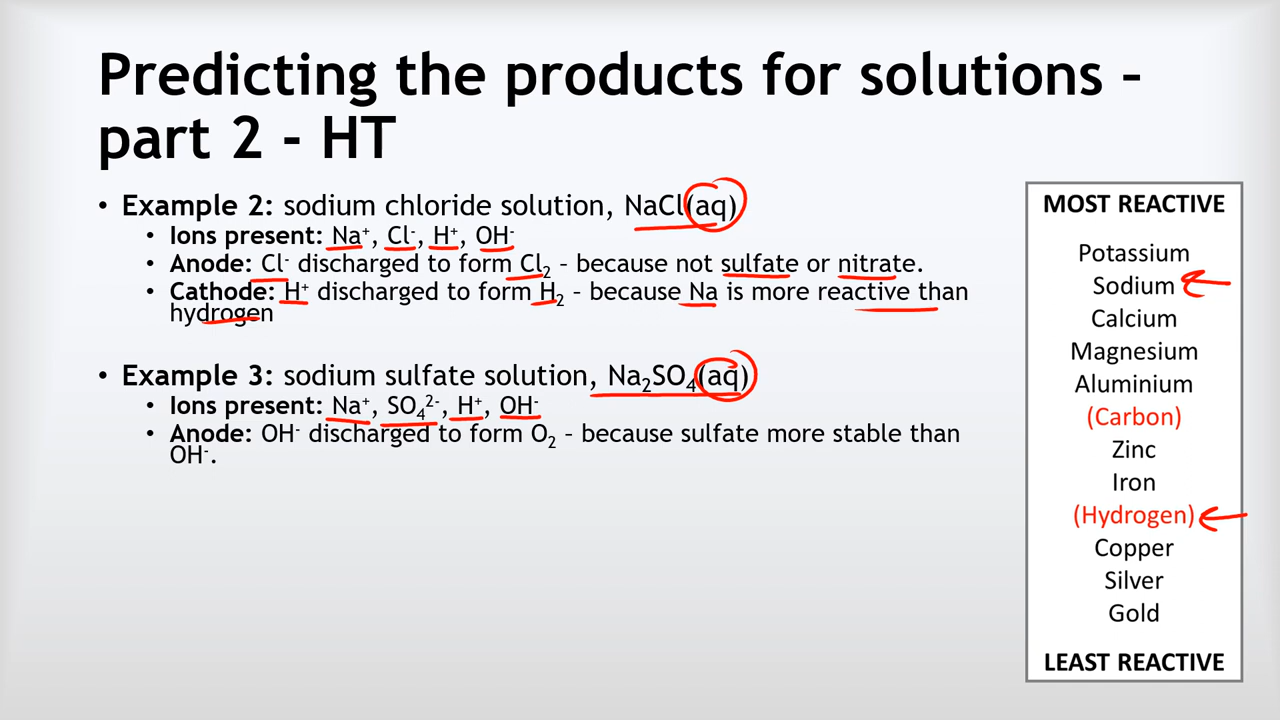 Predicting the products for solutions –
part 2 - HT
• Example 2: sodium chloride solution, NaCl(aq)
• Ions present: Na⁺, Cl⁻, H⁺, OH⁻
• Anode: Cl⁻ discharged to form Cl₂ – because not sulfate or nitrate.
• Cathode: H⁺ discharged to form H₂ – because Na is more reactive than
hydrogen
• Example 3: sodium sulfate solution, Na₂SO₄(aq)
• Ions present: Na⁺, SO₄²⁻, H⁺, OH⁻
• Anode: OH⁻ discharged to form O₂ – because sulfate more stable than
OH⁻.
MOST REACTIVE
Potassium
Sodium
Calcium
Magnesium
Aluminium
(Carbon)
Zinc
Iron
(Hydrogen)
Copper
Silver
Gold
LEAST REACTIVE